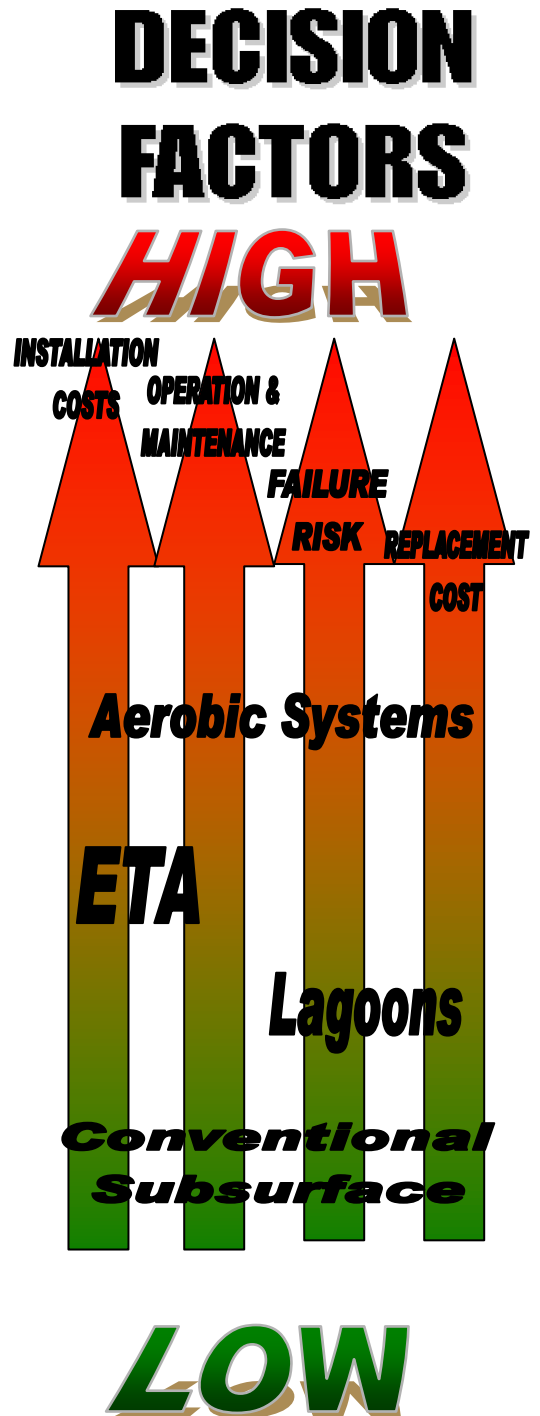 DECISION
FACTORS
HIGH
INSTALLATION
COSTS
OPERATION &
MAINTENANCE
FAILURE
RISK
REPLACEMENT
COST
Aerobic Systems
ETA
Lagoons
Conventional
Subsurface
LOW